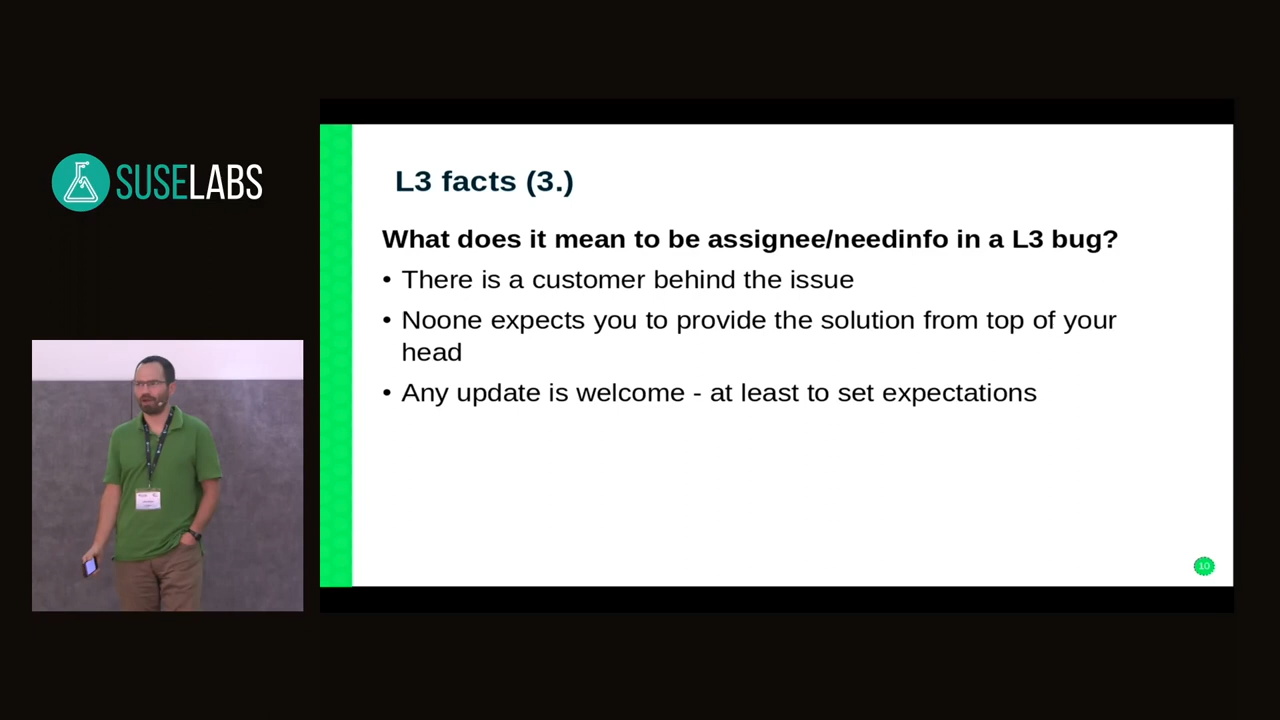 SUSELABS
L3 facts (3.)
What does it mean to be assignee/needinfo in a L3 bug?
• There is a customer behind the issue
• Noone expects you to provide the solution from top of your
head
• Any update is welcome - at least to set expectations
10